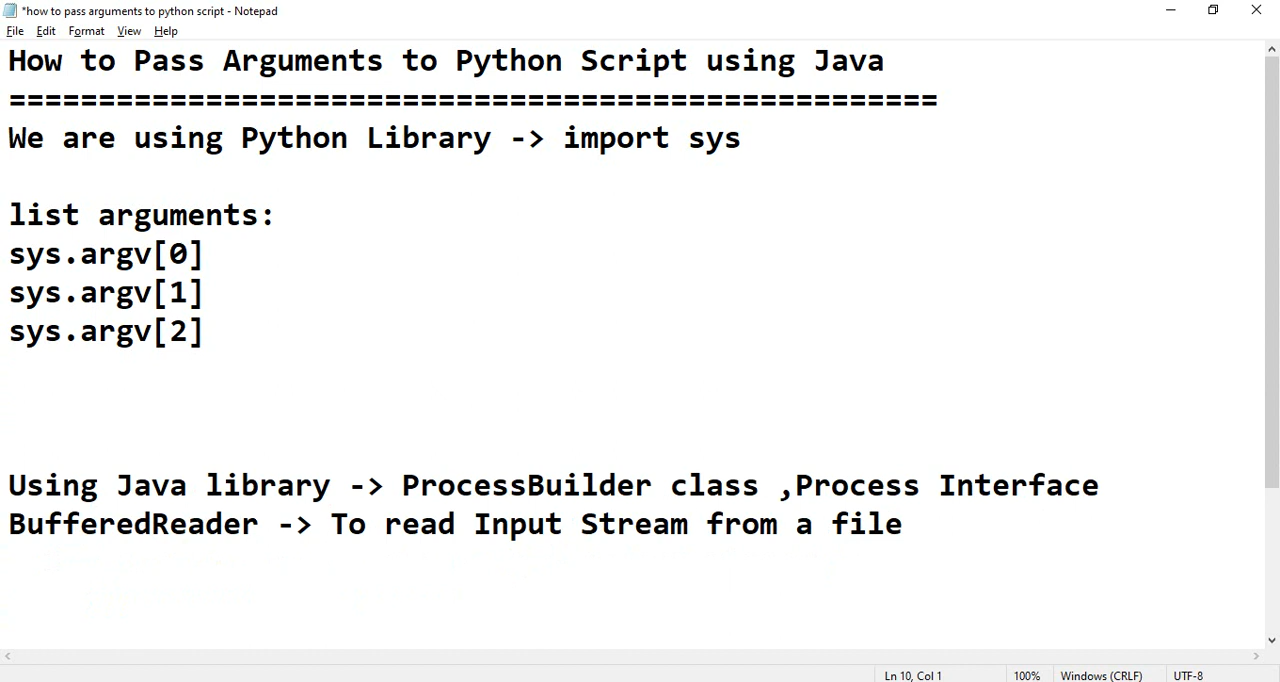 *how to pass arguments to python script - Notepad
File Edit Format View Help
How to Pass Arguments to Python Script using Java
====================================================
We are using Python Library -> import sys
list arguments:
sys.argv[0]
sys.argv[1]
sys.argv[2]
Using Java library -> ProcessBuilder class ,Process Interface
BufferedReader -> To read Input Stream from a file
Ln 10, Col 1 100% Windows (CRLF) UTF-8